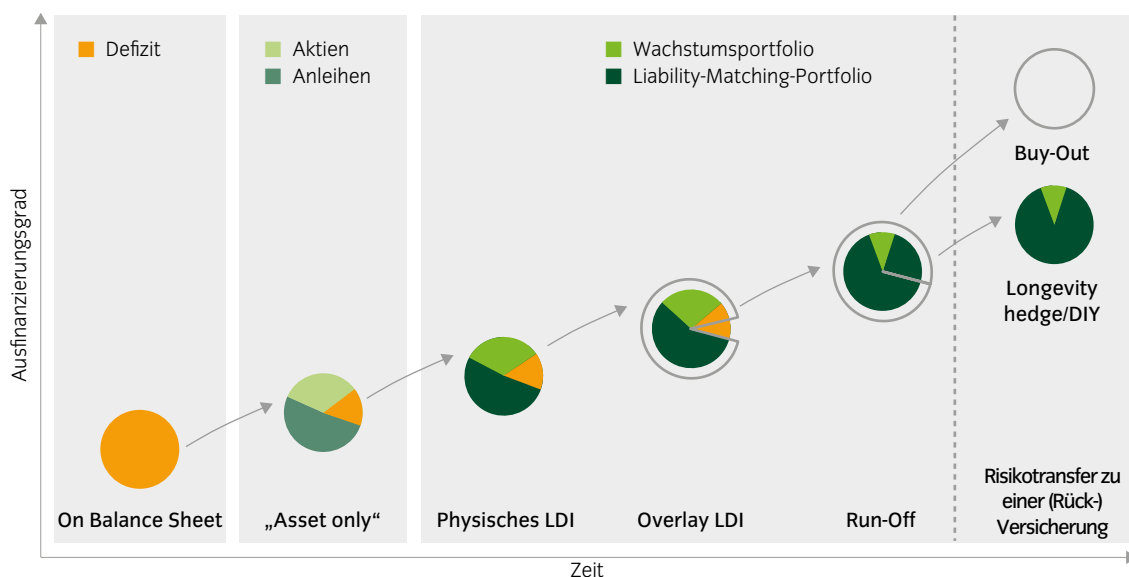 Defizit
Aktien
Anleihen
Wachstumsportfolio
Liability-Matching-Portfolio
Ausfinanzierungsgrad
Buy-Out
Longevity
hedge/DIY
On Balance Sheet
„Asset only“
Physisches LDI
Overlay LDI
Run-Off
Risikotransfer zu
einer (Rück-)
Versicherung
Zeit